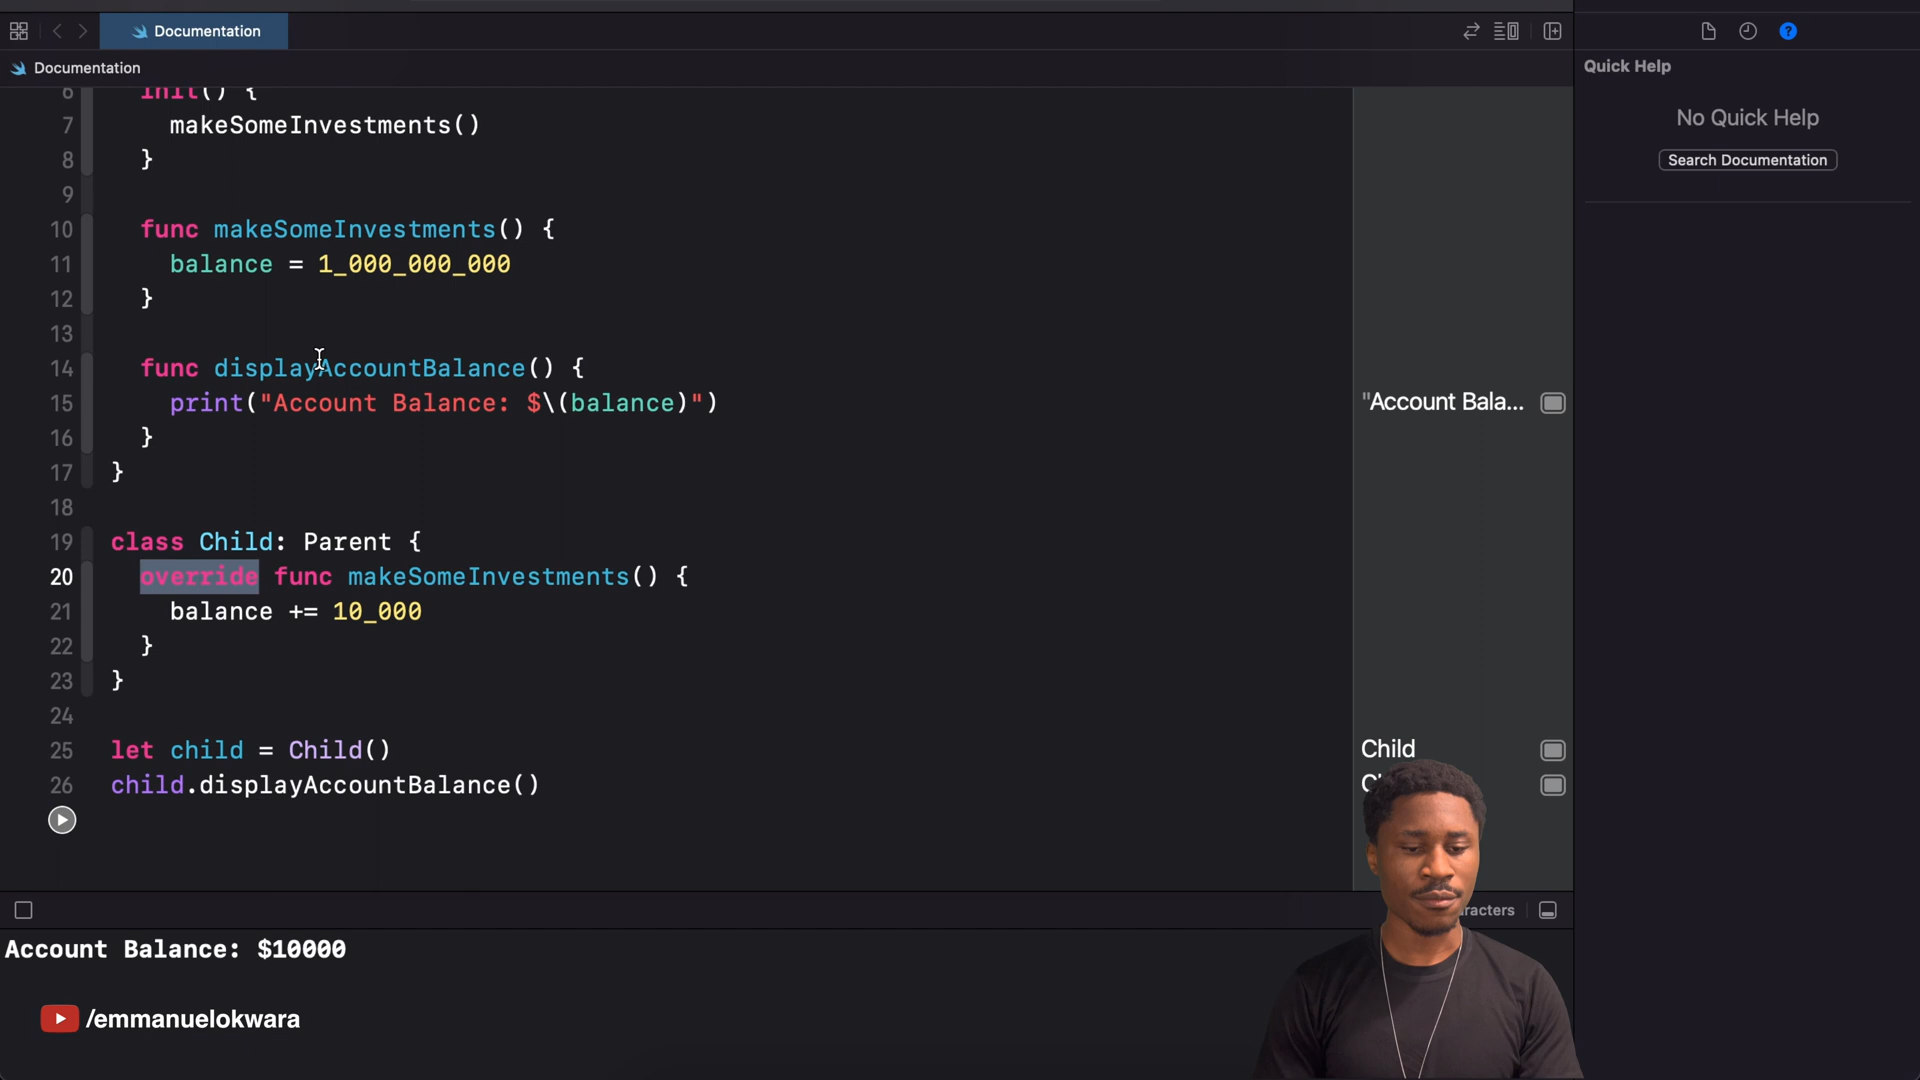 Documentation
Documentation
Quick Help
No Quick Help
Search Documentation
6 init() {
7 makeSomeInvestments()
8 }
9
10 func makeSomeInvestments() {
11 balance = 1_000_000_000
12 }
13
14 func displayAccountBalance() {
15 print("Account Balance: $\(balance)")
"Account Bala...
16 }
17 }
18
19 class Child: Parent {
20 override func makeSomeInvestments() {
21 balance += 10_000
22 }
23 }
24
25 let child = Child()
Child
26 child.displayAccountBalance()
Account Balance: $10000
/emmanuelokwara